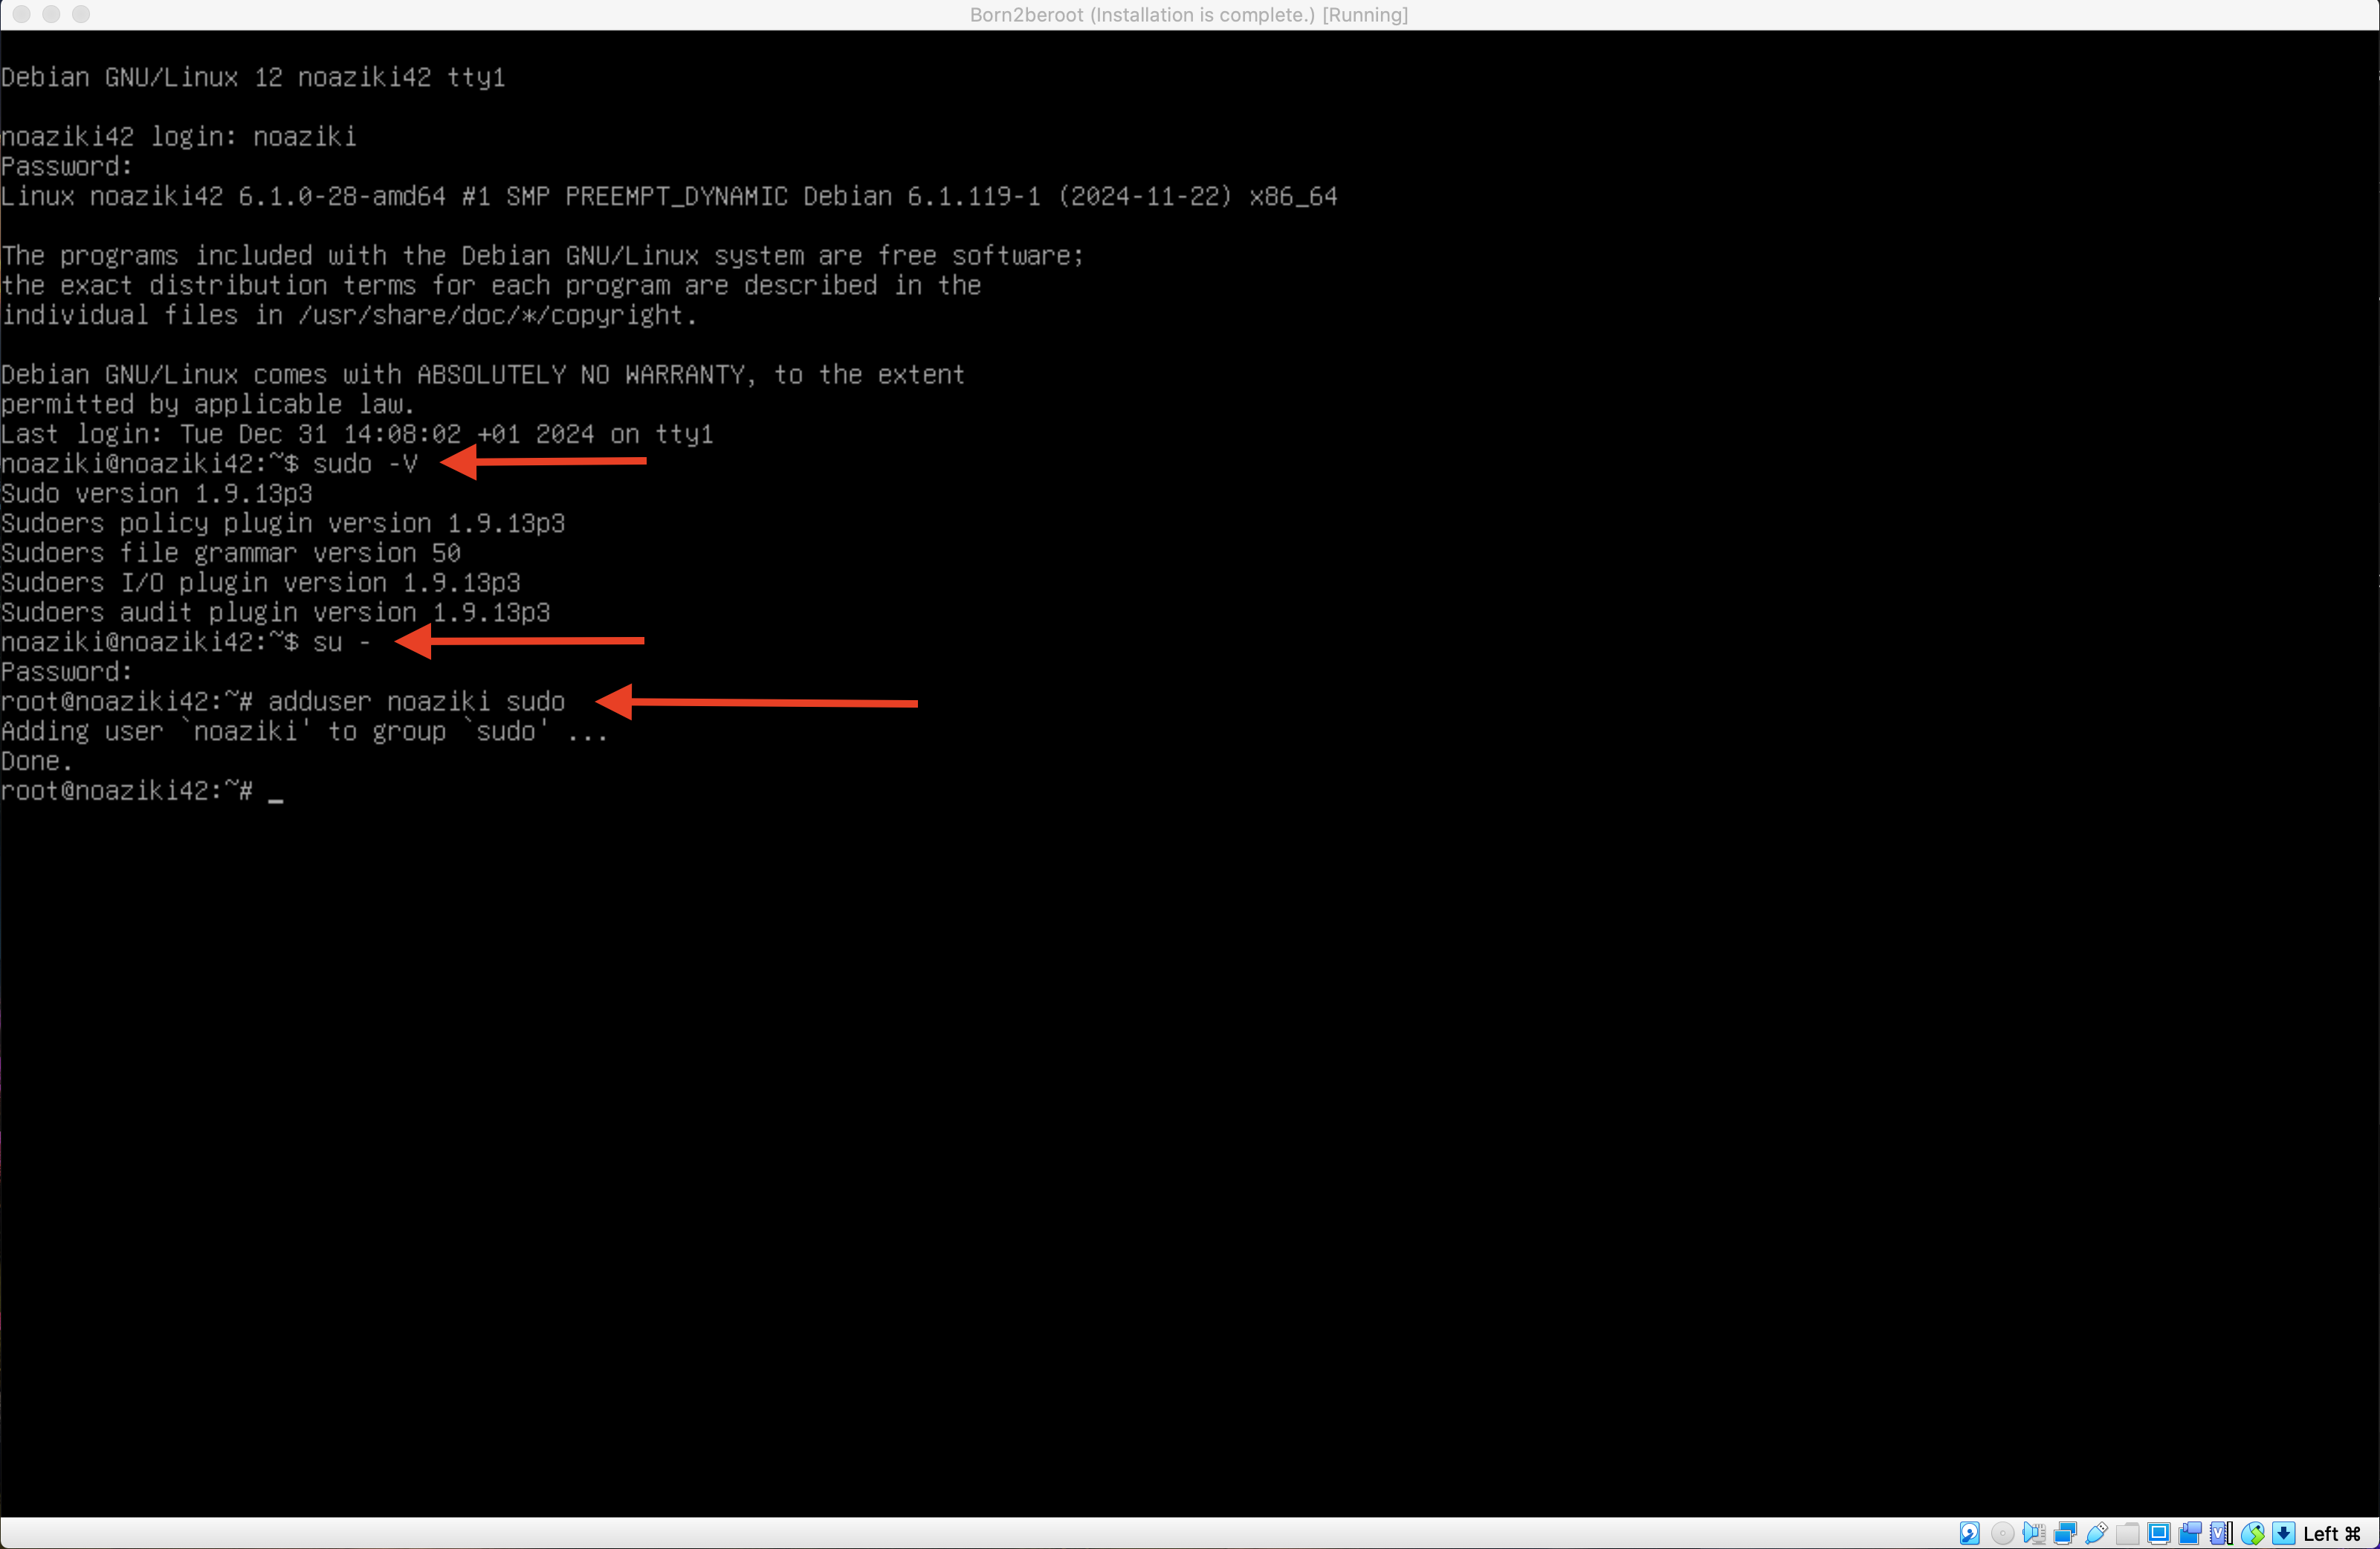 Born2beroot (Installation is complete.) [Running]
Debian GNU/Linux 12 noaziki42 tty1
noaziki42 login: noaziki
Password:
Linux noaziki42 6.1.0-28-amd64 #1 SMP PREEMPT_DYNAMIC Debian 6.1.119-1 (2024-11-22) x86_64
The programs included with the Debian GNU/Linux system are free software;
the exact distribution terms for each program are described in the
individual files in /usr/share/doc/*/copyright.
Debian GNU/Linux comes with ABSOLUTELY NO WARRANTY, to the extent
permitted by applicable law.
Last login: Tue Dec 31 14:08:02 +01 2024 on tty1
noaziki@noaziki42:~$ sudo -V
Sudo version 1.9.13p3
Sudoers policy plugin version 1.9.13p3
Sudoers file grammar version 50
Sudoers I/O plugin version 1.9.13p3
Sudoers audit plugin version 1.9.13p3
noaziki@noaziki42:~$ su -
Password:
root@noaziki42:~# adduser noaziki sudo
Adding user `noaziki' to group `sudo' ...
Done.
root@noaziki42:~# _
Left ⌘